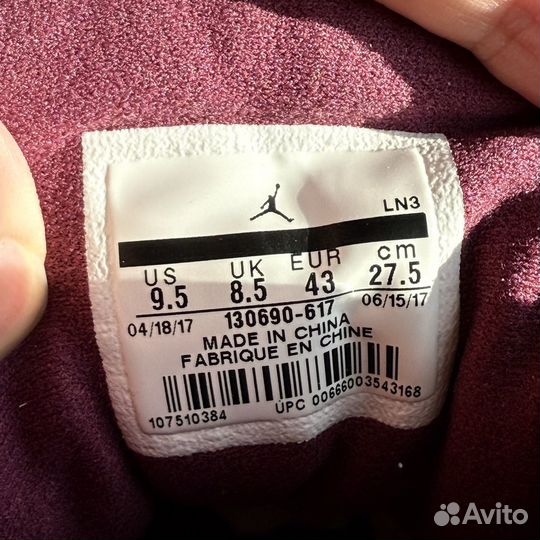 LN3
US UK EUR cm
9.5 8.5 43 27.5
04/18/17 130690-617 06/15/17
MADE IN CHINA
FABRIQUE EN CHINE
107510384 UPC 00666003543168
Avito